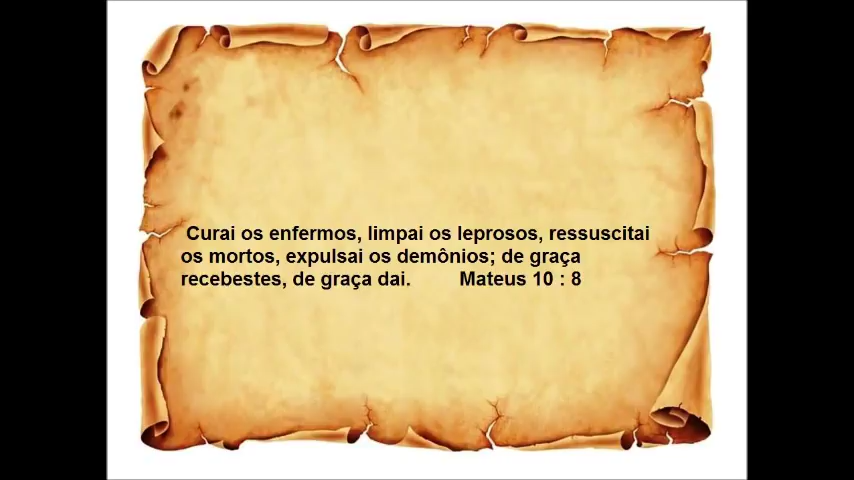 Curai os enfermos, limpai os leprosos, ressuscitai
os mortos, expulsai os demônios; de graça
recebestes, de graça dai. Mateus 10 : 8